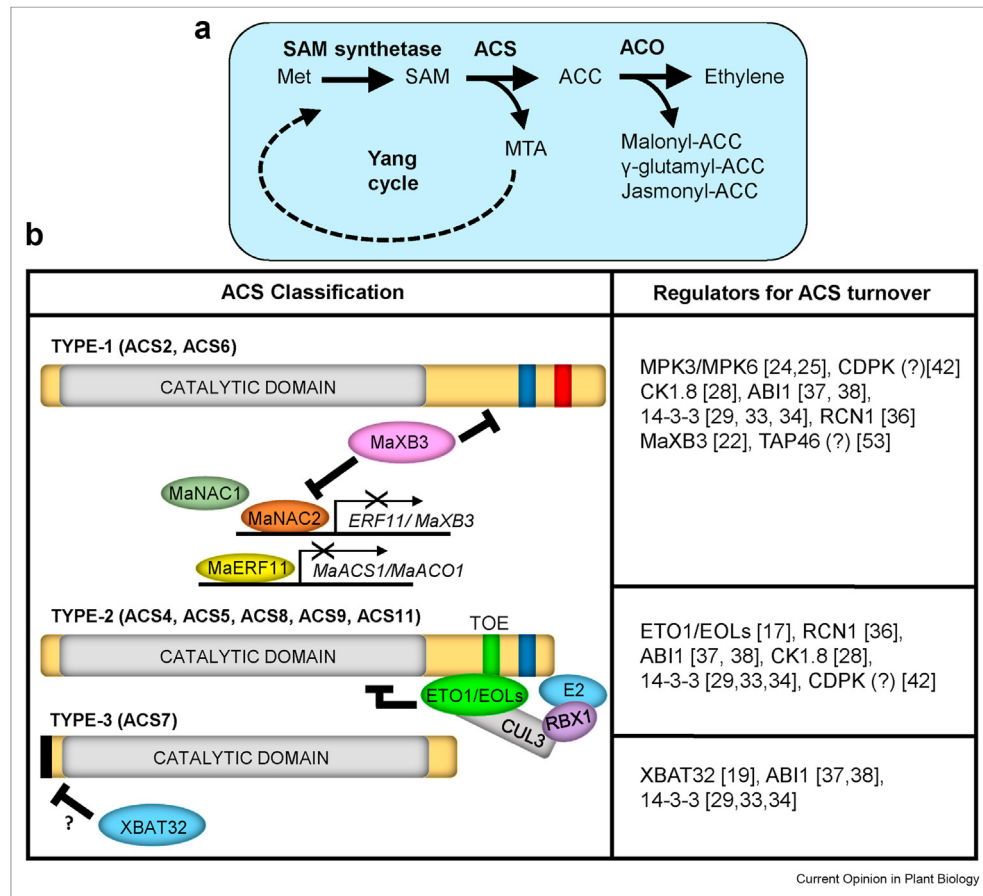 a
SAM synthetase ACS ACO
Met SAM ACC Ethylene
MTA
Malonyl-ACC
γ-glutamyl-ACC
Jasmonyl-ACC
Yang
cycle
b
ACS Classification
Regulators for ACS turnover
TYPE-1 (ACS2, ACS6)
CATALYTIC DOMAIN
MaXB3
MaNAC1
MaNAC2
ERF11/ MaXB3
MaERF11
MaACS1/MaACO1
MPK3/MPK6 [24,25], CDPK (?)[42]
CK1.8 [28], ABI1 [37, 38],
14-3-3 [29, 33, 34], RCN1 [36]
MaXB3 [22], TAP46 (?) [53]
TYPE-2 (ACS4, ACS5, ACS8, ACS9, ACS11)
TOE
CATALYTIC DOMAIN
ETO1/EOLs
E2
RBX1
CUL3
ETO1/EOLs [17], RCN1 [36],
ABI1 [37, 38], CK1.8 [28],
14-3-3 [29,33,34], CDPK (?) [42]
TYPE-3 (ACS7)
CATALYTIC DOMAIN
?
XBAT32
XBAT32 [19], ABI1 [37,38],
14-3-3 [29,33,34]
Current Opinion in Plant Biology